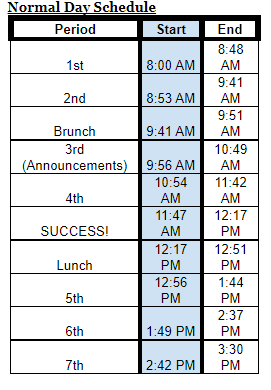 Normal Day Schedule
Period Start End
1st 8:00 AM 8:48 AM
2nd 8:53 AM 9:41 AM
Brunch 9:41 AM 9:51 AM
3rd (Announcements) 9:56 AM 10:49 AM
4th 10:54 AM 11:42 AM
SUCCESS! 11:47 AM 12:17 PM
Lunch 12:17 PM 12:51 PM
5th 12:56 PM 1:44 PM
6th 1:49 PM 2:37 PM
7th 2:42 PM 3:30 PM